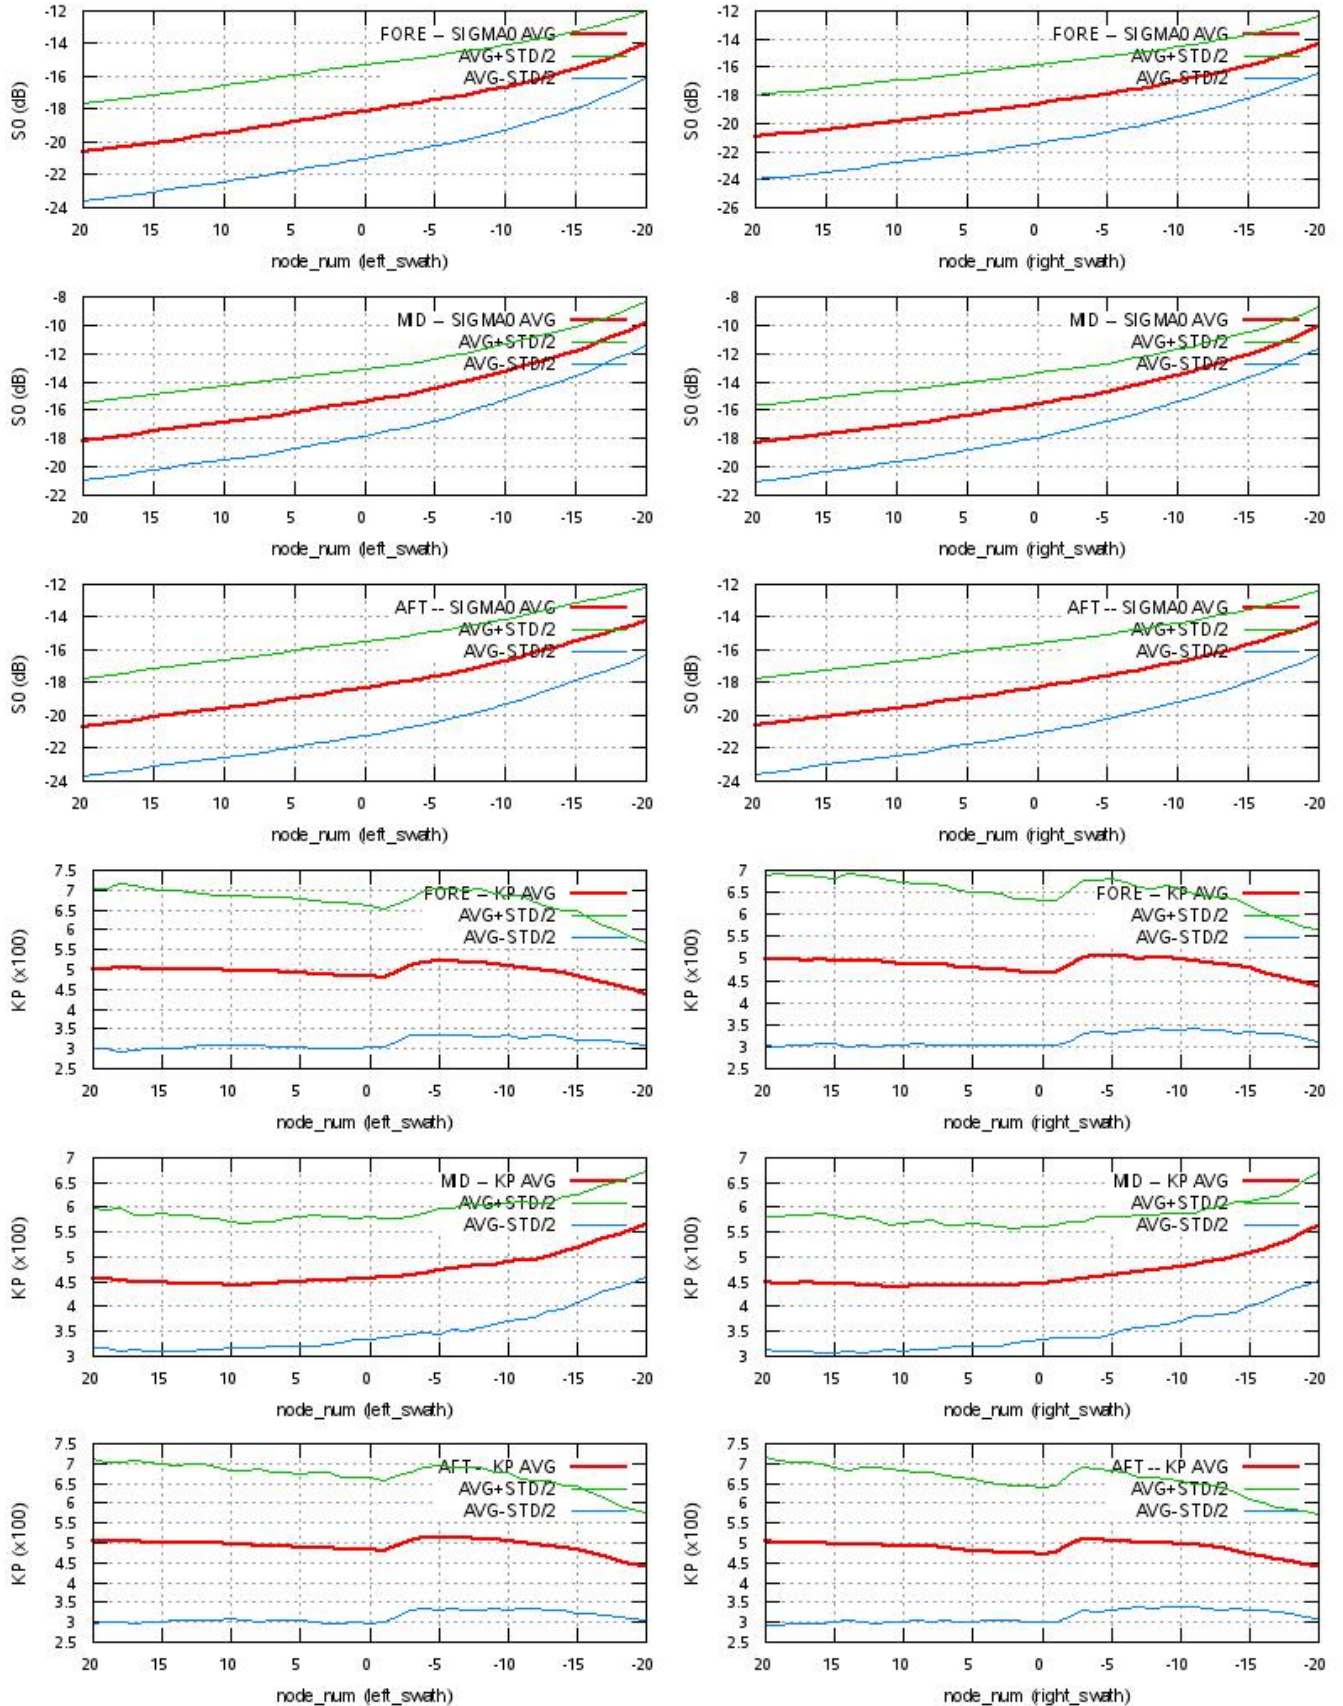 -12
FORE -- SIGMA0 AVG
-14
AVG+STD/2
-16
AVG-STD/2
-18
-20
-22
-24
S0 (dB)
20 15 10 5 0 -5 -10 -15 -20
node_num (left_swath)
-12
FORE -- SIGMA0 AVG
-14
AVG+STD/2
-16
AVG-STD/2
-18
-20
-22
-24
-26
S0 (dB)
20 15 10 5 0 -5 -10 -15 -20
node_num (right_swath)
-8
MID -- SIGMA0 AVG
-10
AVG+STD/2
-12
AVG-STD/2
-14
-16
-18
-20
-22
S0 (dB)
20 15 10 5 0 -5 -10 -15 -20
node_num (left_swath)
-8
MID -- SIGMA0 AVG
-10
AVG+STD/2
-12
AVG-STD/2
-14
-16
-18
-20
-22
S0 (dB)
20 15 10 5 0 -5 -10 -15 -20
node_num (right_swath)
-12
AFT -- SIGMA0 AVG
-14
AVG+STD/2
-16
AVG-STD/2
-18
-20
-22
-24
S0 (dB)
20 15 10 5 0 -5 -10 -15 -20
node_num (left_swath)
-12
AFT -- SIGMA0 AVG
-14
AVG+STD/2
-16
AVG-STD/2
-18
-20
-22
-24
S0 (dB)
20 15 10 5 0 -5 -10 -15 -20
node_num (right_swath)
7.5
FORE -- KP AVG
7
AVG+STD/2
6.5
AVG-STD/2
6
5.5
5
4.5
4
3.5
3
2.5
KP (x100)
20 15 10 5 0 -5 -10 -15 -20
node_num (left_swath)
7
FORE -- KP AVG
6.5
AVG+STD/2
6
AVG-STD/2
5.5
5
4.5
4
3.5
3
2.5
KP (x100)
20 15 10 5 0 -5 -10 -15 -20
node_num (right_swath)
7
MID -- KP AVG
6.5
AVG+STD/2
6
AVG-STD/2
5.5
5
4.5
4
3.5
3
KP (x100)
20 15 10 5 0 -5 -10 -15 -20
node_num (left_swath)
7
MID -- KP AVG
6.5
AVG+STD/2
6
AVG-STD/2
5.5
5
4.5
4
3.5
3
KP (x100)
20 15 10 5 0 -5 -10 -15 -20
node_num (right_swath)
7.5
AFT -- KP AVG
7
AVG+STD/2
6.5
AVG-STD/2
6
5.5
5
4.5
4
3.5
3
2.5
KP (x100)
20 15 10 5 0 -5 -10 -15 -20
node_num (left_swath)
7.5
AFT -- KP AVG
7
AVG+STD/2
6.5
AVG-STD/2
6
5.5
5
4.5
4
3.5
3
2.5
KP (x100)
20 15 10 5 0 -5 -10 -15 -20
node_num (right_swath)